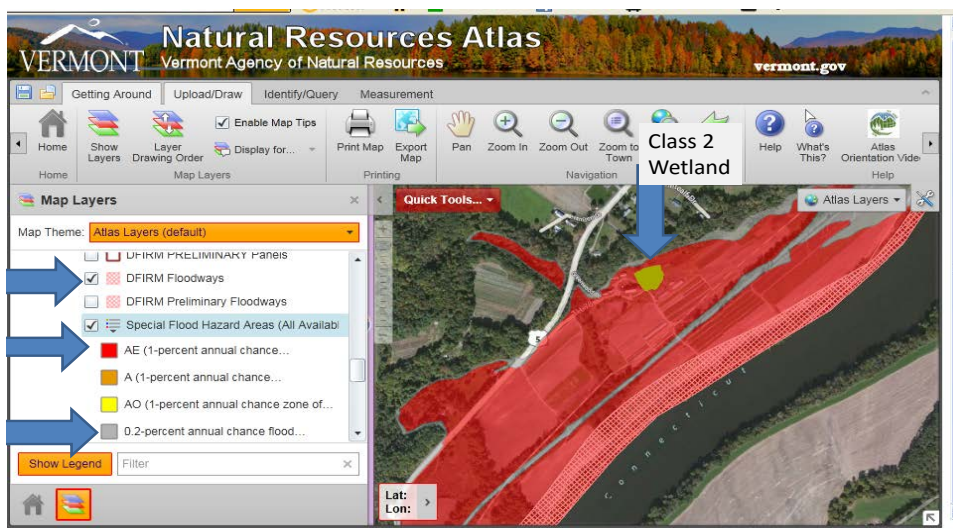 VERMONT
Natural Resources Atlas
Vermont Agency of Natural Resources
vermont.gov
Getting Around
Upload/Draw
Identify/Query
Measurement
Home
Show Layers
Layer Drawing Order
Enable Map Tips
Display for...
Print Map
Export Map
Pan
Zoom In
Zoom Out
Zoom to Town
Class 2
Wetland
Help
What's This?
Atlas Orientation Vide
Home
Map Layers
Printing
Navigation
Help
Map Layers
Quick Tools...
Atlas Layers
Map Theme: Atlas Layers (default)
DFIRM PRELIMINARY Panels
DFIRM Floodways
DFIRM Preliminary Floodways
Special Flood Hazard Areas (All Availabl
AE (1-percent annual chance...
A (1-percent annual chance...
AO (1-percent annual chance zone of...
0.2-percent annual chance flood...
Show Legend
Filter
5
Connecticut
Lat:
Lon: